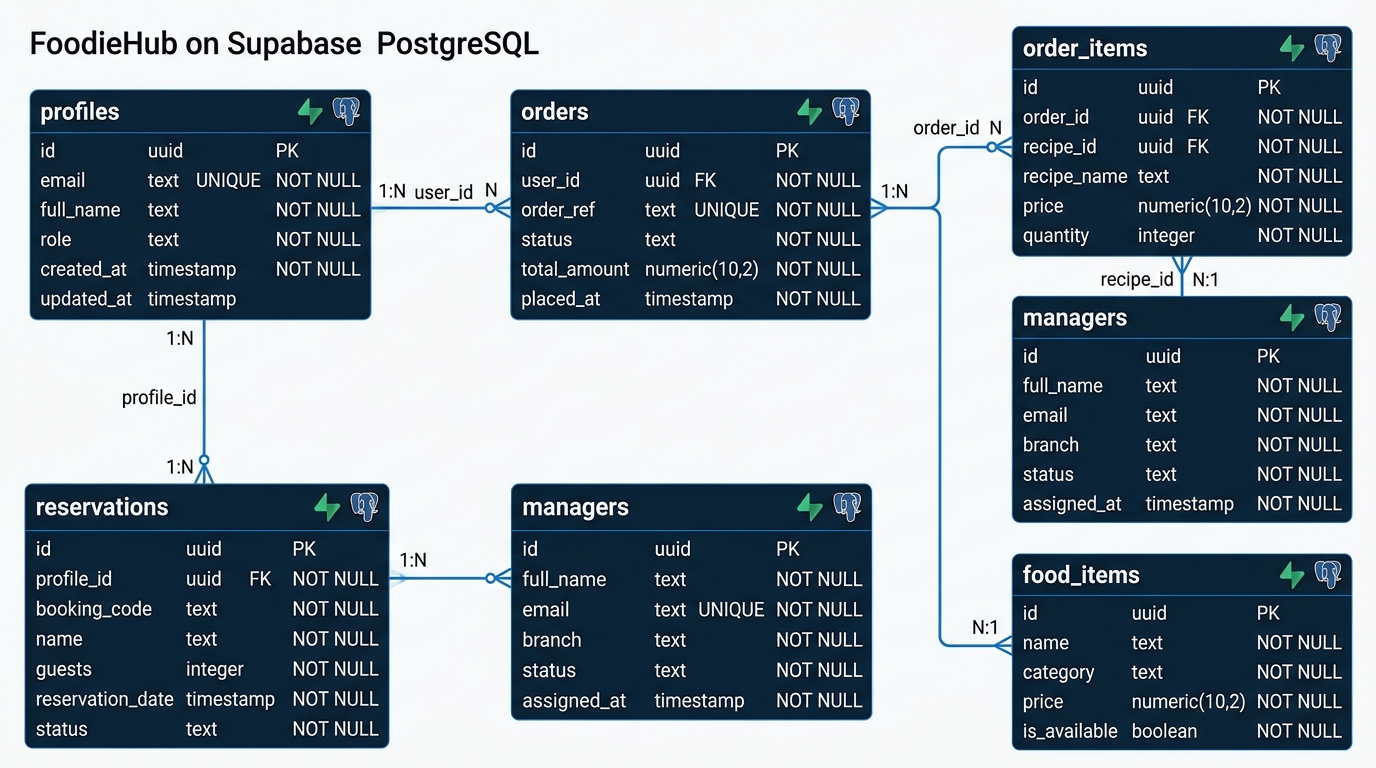 FoodieHub on Supabase PostgreSQL
profiles
id uuid PK
email text UNIQUE NOT NULL
full_name text NOT NULL
role text NOT NULL
created_at timestamp NOT NULL
updated_at timestamp
1:N user_id N
orders
id uuid PK
user_id uuid FK NOT NULL
order_ref text UNIQUE NOT NULL
status text NOT NULL
total_amount numeric(10,2) NOT NULL
placed_at timestamp NOT NULL
1:N
order_id N
order_items
id uuid PK
order_id uuid FK NOT NULL
recipe_id uuid FK NOT NULL
recipe_name text NOT NULL
price numeric(10,2) NOT NULL
quantity integer NOT NULL
recipe_id N:1
managers
id uuid PK
full_name text NOT NULL
email text NOT NULL
branch text NOT NULL
status text NOT NULL
assigned_at timestamp NOT NULL
1:N
profile_id
1:N
reservations
id uuid PK
profile_id uuid FK NOT NULL
booking_code text NOT NULL
name text NOT NULL
guests integer NOT NULL
reservation_date timestamp NOT NULL
status text NOT NULL
1:N
managers
id uuid PK
full_name text NOT NULL
email text UNIQUE NOT NULL
branch text NOT NULL
status text NOT NULL
assigned_at timestamp NOT NULL
N:1
food_items
id uuid PK
name text NOT NULL
category text NOT NULL
price numeric(10,2) NOT NULL
is_available boolean NOT NULL